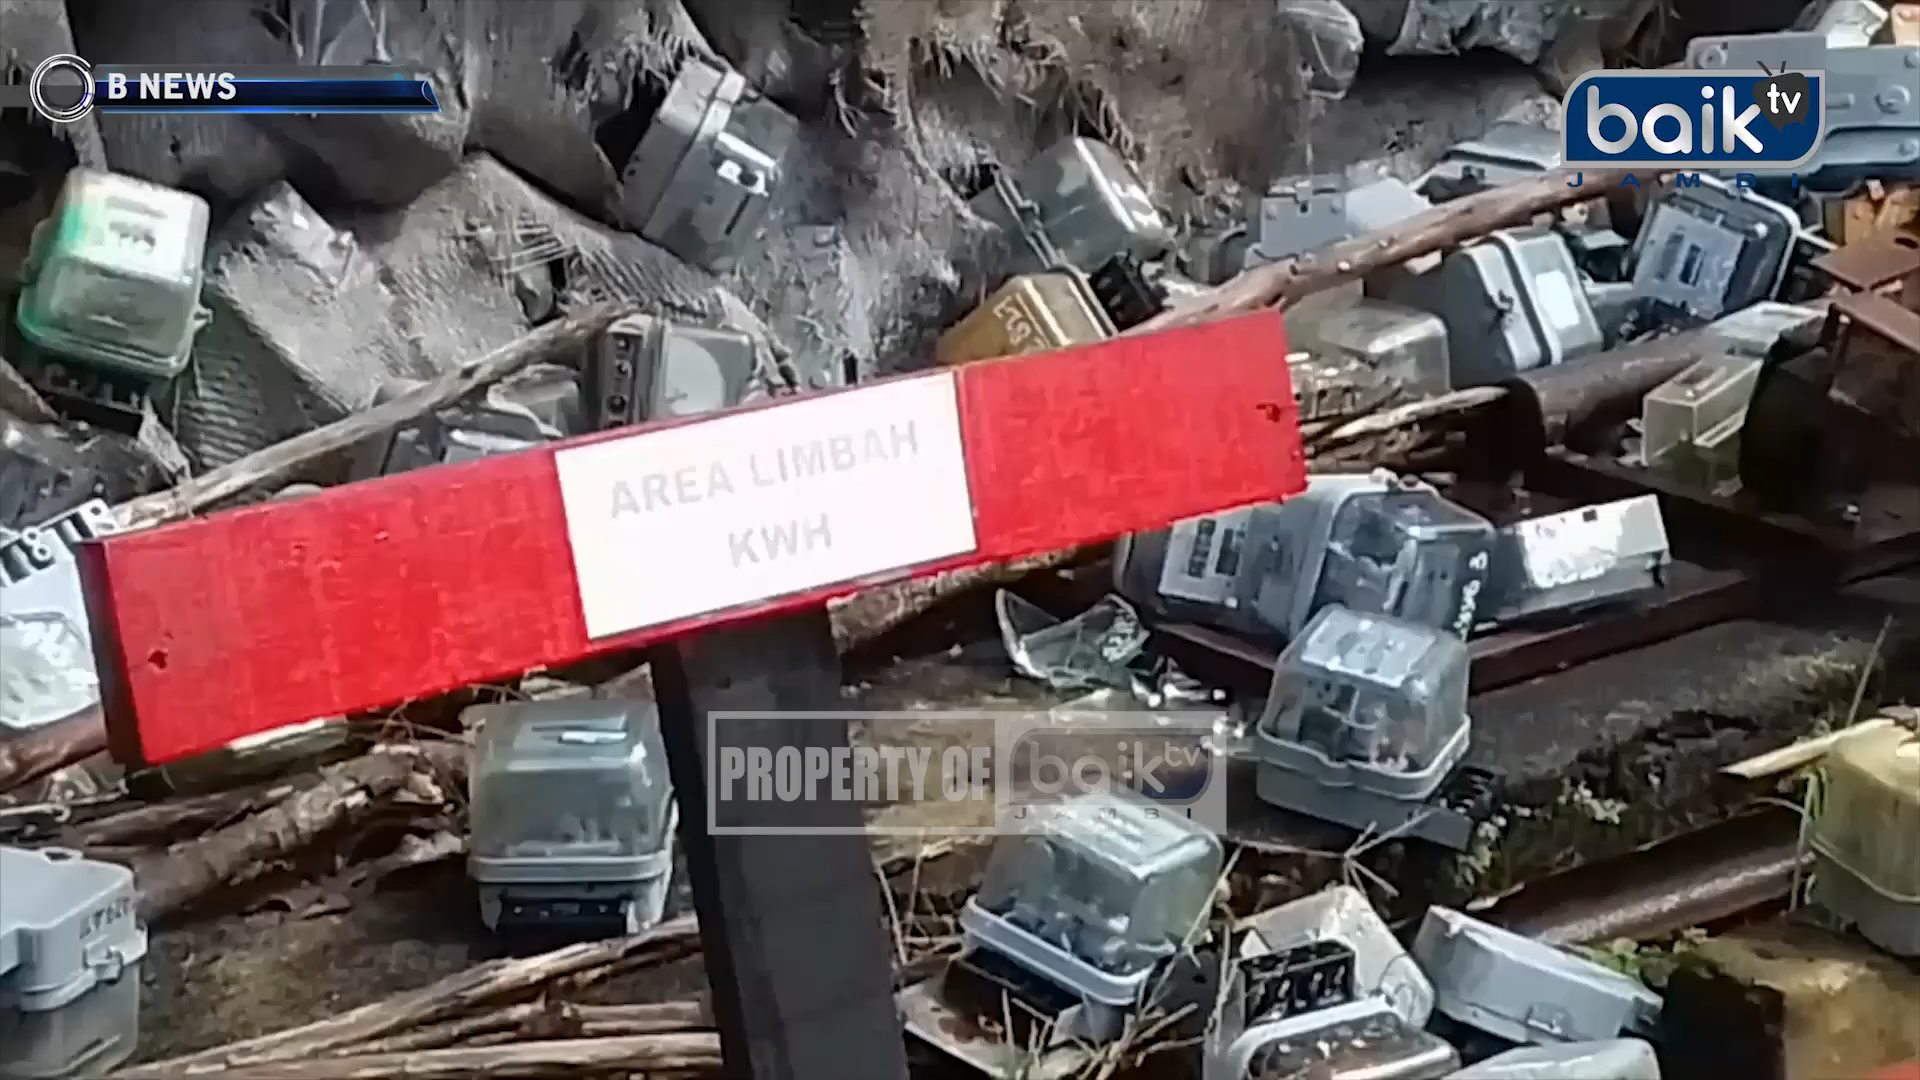 B NEWS
baik tv
JAMBI
AREA LIMBAH
KWH
PROPERTY OF baik tv
JAMBI